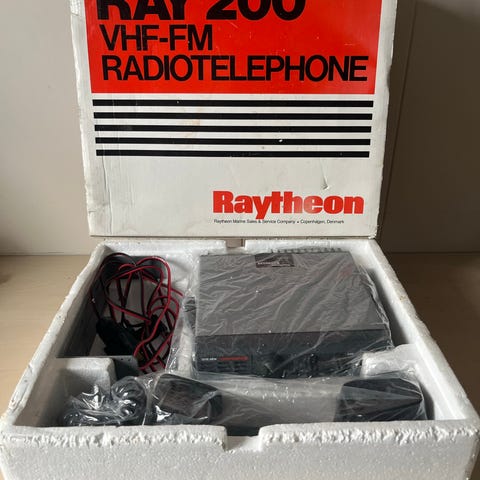 RAY 200
VHF-FM
RADIOTELEPHONE
Raytheon
Raytheon Marine Sales & Service Company • Copenhagen, Denmark